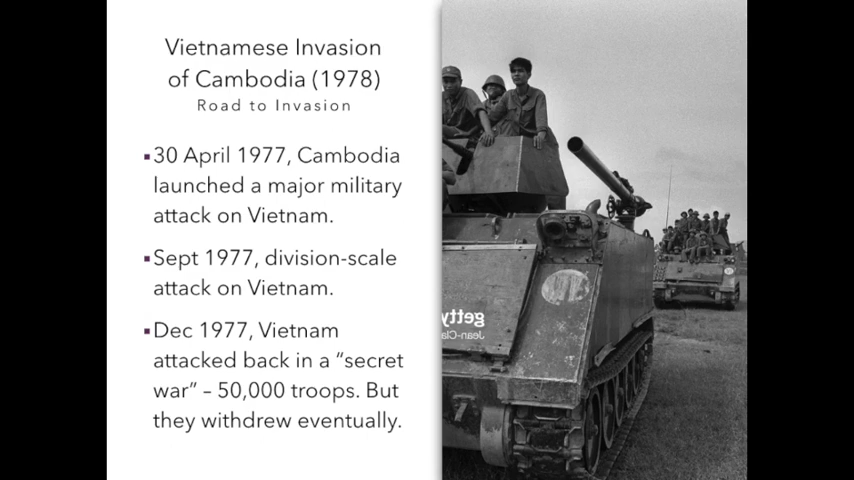 Vietnamese Invasion
of Cambodia (1978)
Road to Invasion
▪30 April 1977, Cambodia
launched a major military
attack on Vietnam.
▪Sept 1977, division-scale
attack on Vietnam.
▪Dec 1977, Vietnam
attacked back in a “secret
war” – 50,000 troops. But
they withdrew eventually.
getty
Jean-Cla